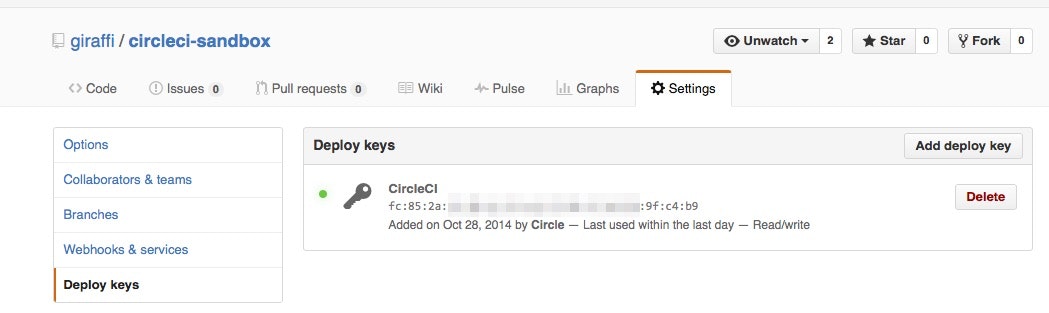 giraffi / circleci-sandbox
Unwatch 2
Star 0
Fork 0
Code
Issues 0
Pull requests 0
Wiki
Pulse
Graphs
Settings
Options
Collaborators & teams
Branches
Webhooks & services
Deploy keys
Deploy keys
Add deploy key
CircleCI
fc:85:2a: :9f:c4:b9
Added on Oct 28, 2014 by Circle — Last used within the last day — Read/write
Delete